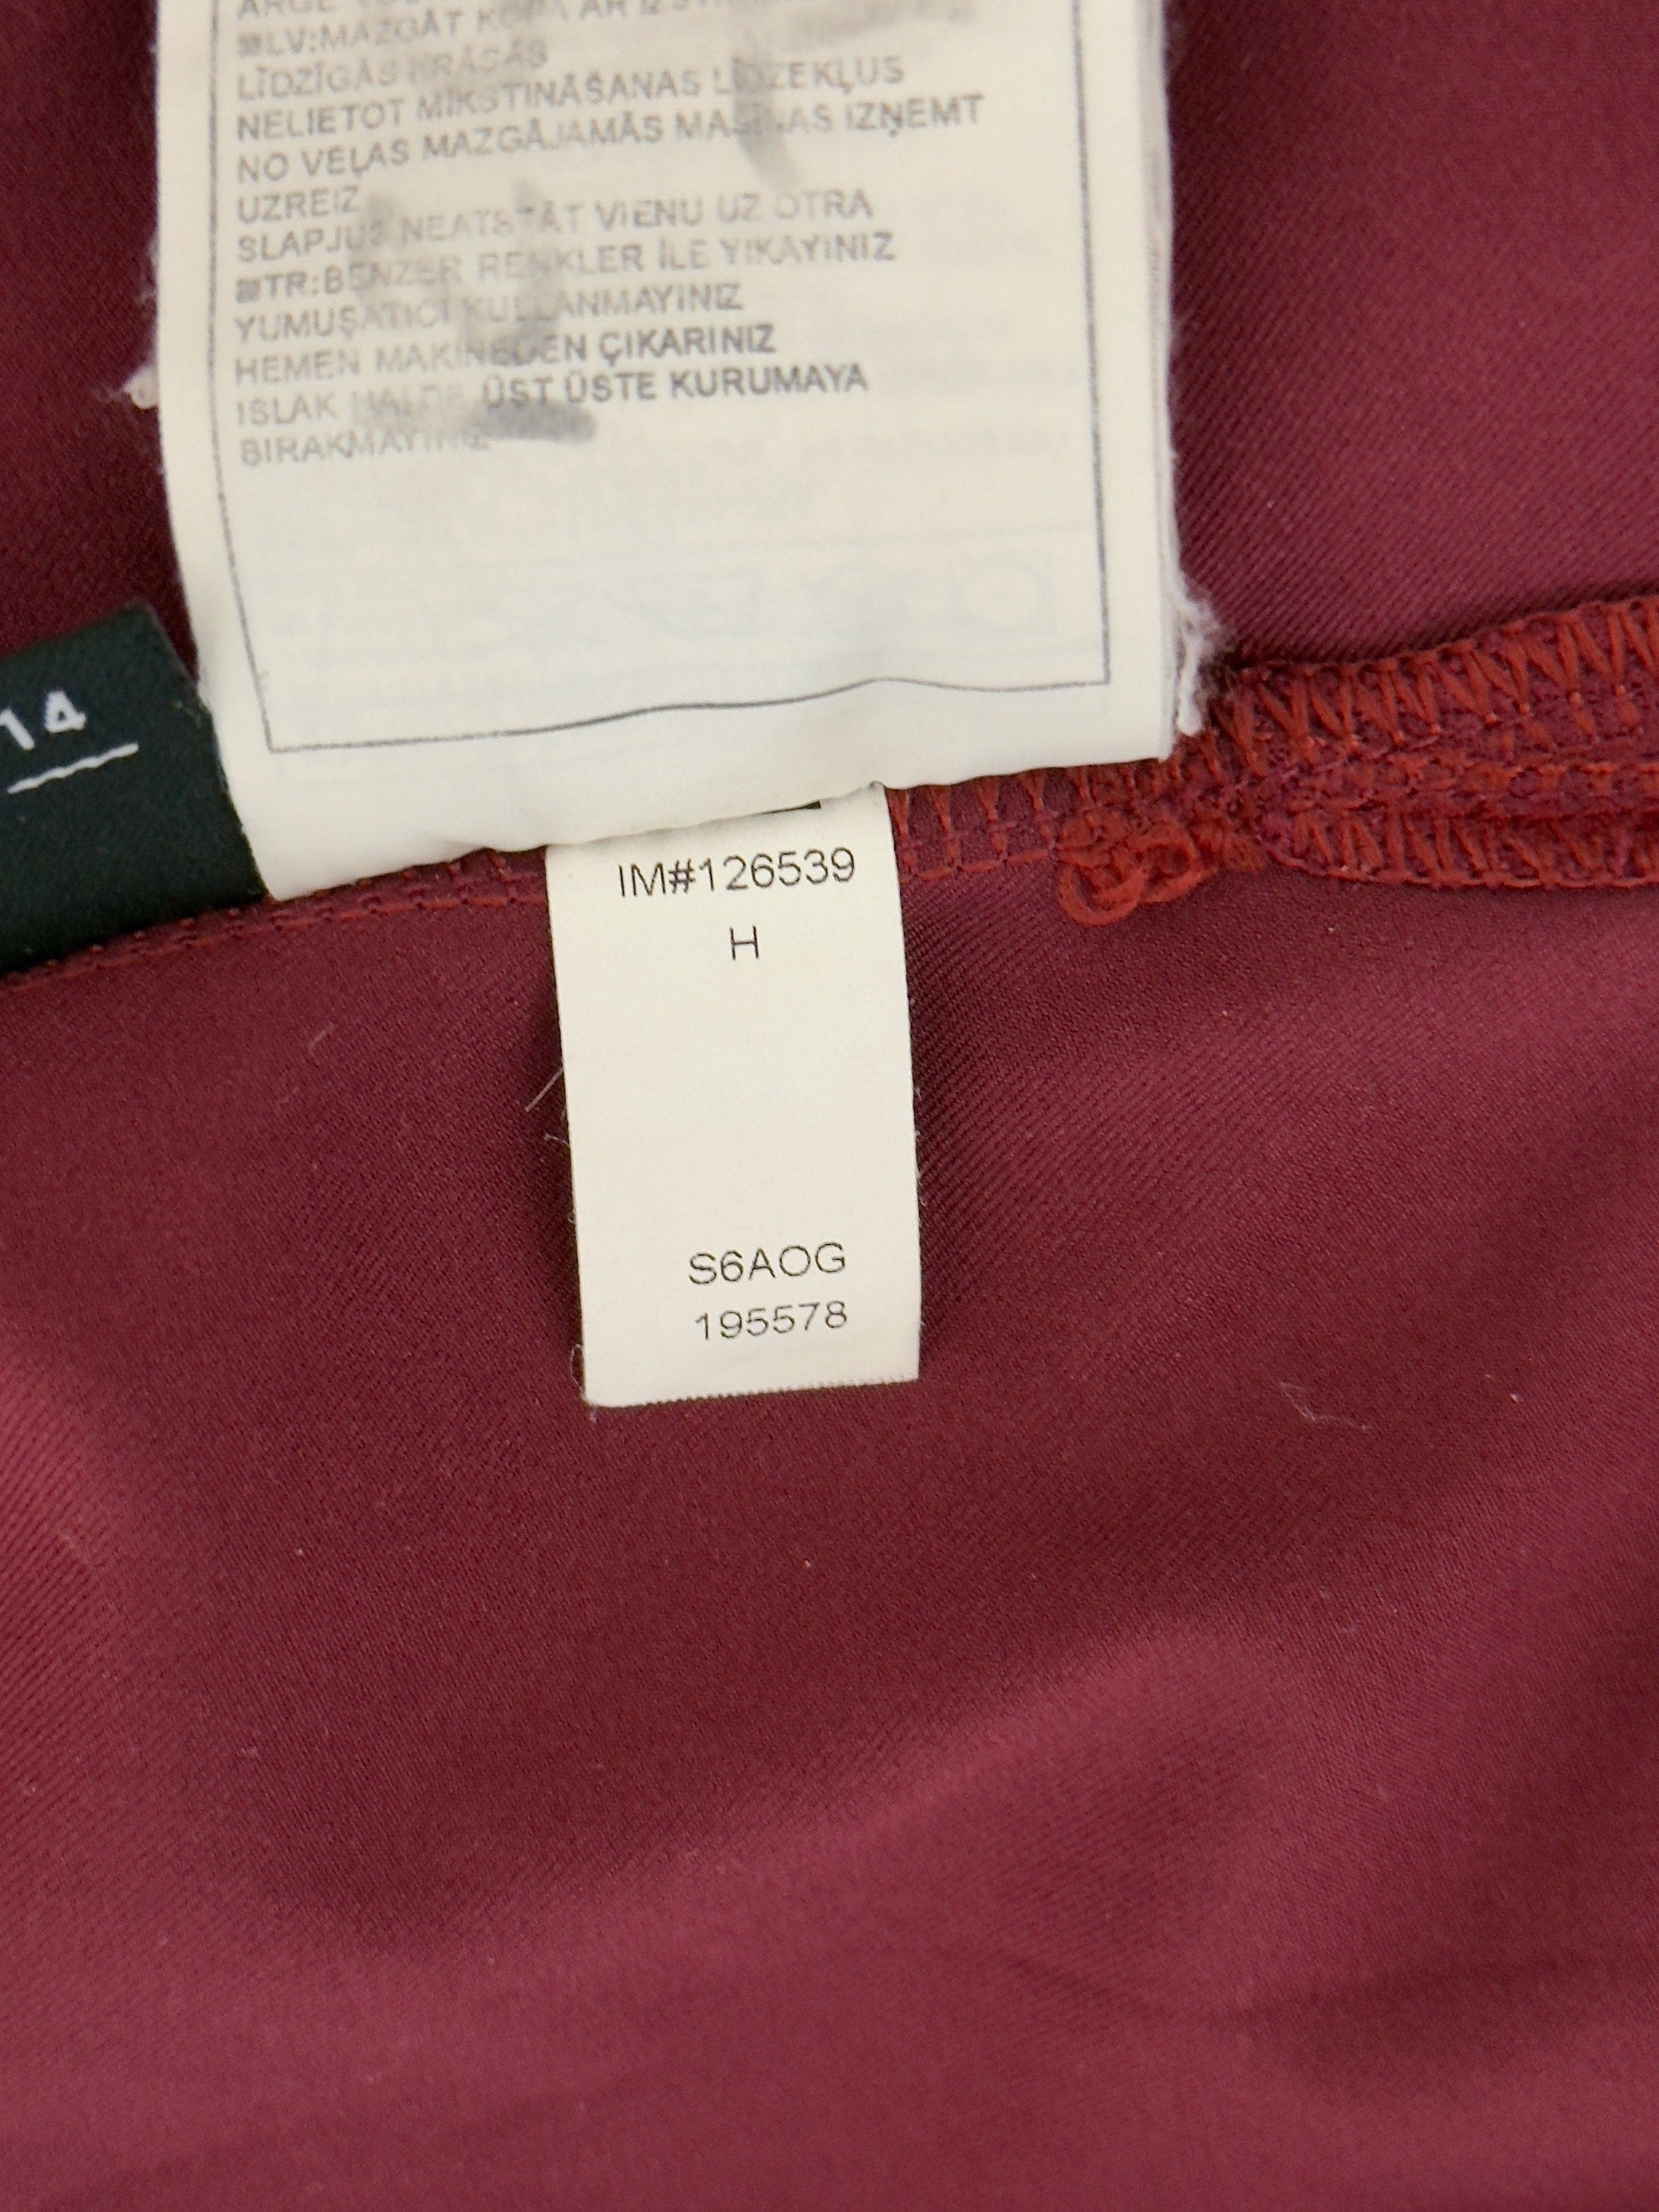 LV:MAZGĀT KOPĀ AR
LĪDZĪGĀS KRĀSĀS
NELIETOT MĪKSTINĀŠANAS LĪDZEKĻUS
NO VEĻAS MAZGĀJAMĀS MAŠĪNAS IZŅEMT
UZREIZ
SLAPJUS NEATSTĀT VIENU UZ OTRA
TR:BENZER RENKLER İLE YIKAYINIZ
YUMUŞATICI KULLANMAYINIZ
HEMEN MAKİNEDEN ÇIKARINIZ
ISLAK HALDE ÜST ÜSTE KURUMAYA
BIRAKMAYINIZ
14
IM#126539
H
S6AOG
195578